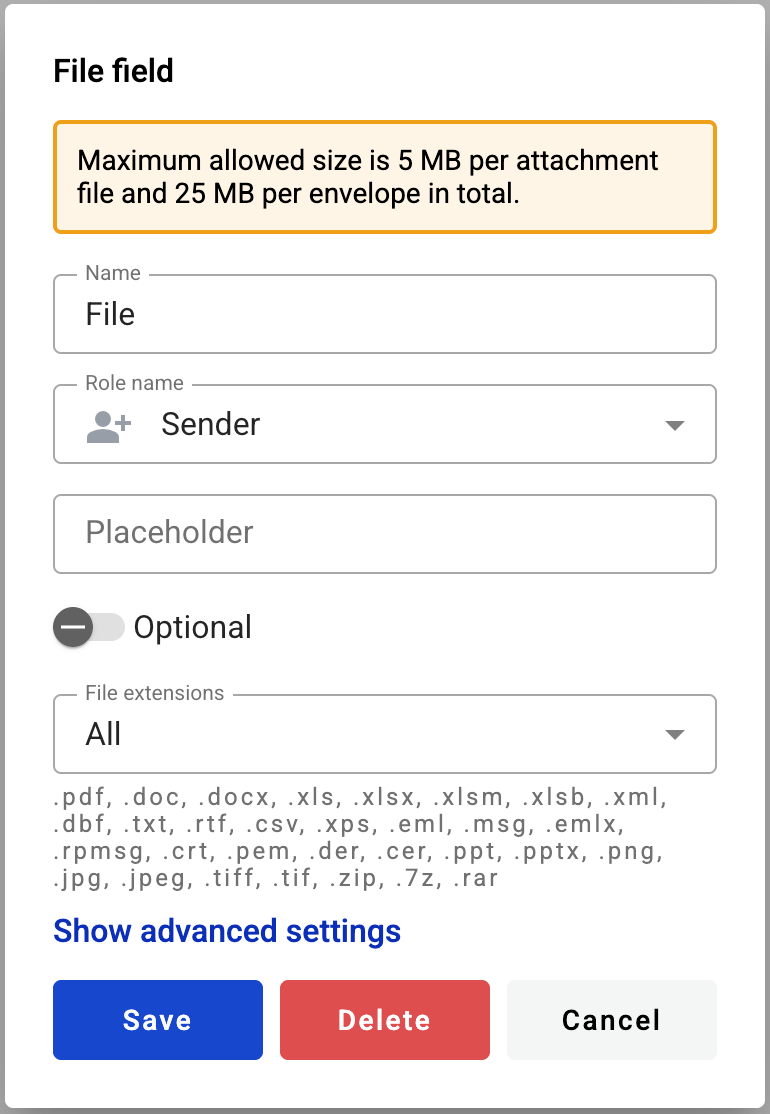 File field
Maximum allowed size is 5 MB per attachment
file and 25 MB per envelope in total.
Name
File
Role name
Sender
Placeholder
Optional
File extensions
All
.pdf, .doc, .docx, .xls, .xlsx, .xlsm, .xlsb, .xml,
.dbf, .txt, .rtf, .csv, .xps, .eml, .msg, .emlx,
.rpmsg, .crt, .pem, .der, .cer, .ppt, .pptx, .png,
.jpg, .jpeg, .tiff, .tif, .zip, .7z, .rar
Show advanced settings
Save Delete Cancel